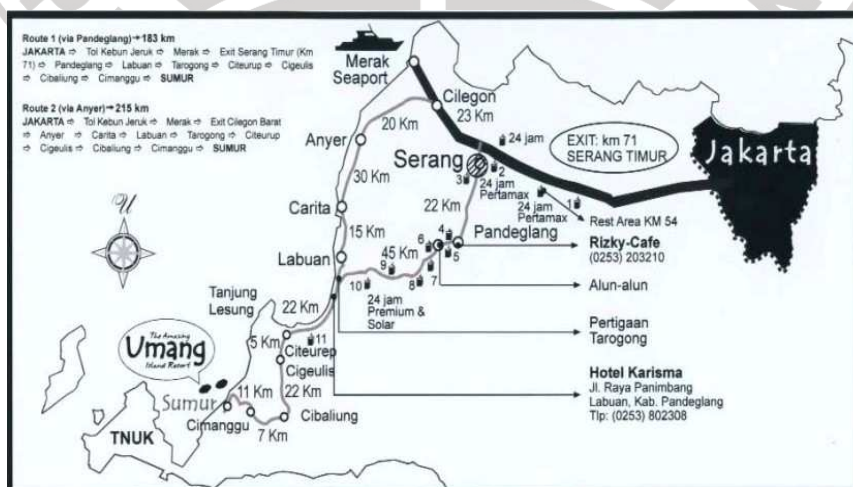 Route 1 (via Pandeglang)➔183 km
JAKARTA ⇨ Tol Kebun Jeruk ⇨ Merak ⇨ Exit Serang Timur (Km
71) ⇨ Pandeglang ⇨ Labuan ⇨ Tarogong ⇨ Citeurup ⇨ Cigeulis
⇨ Cibaliung ⇨ Cimanggu ⇨ SUMUR
Route 2 (via Anyer)➔215 km
JAKARTA ⇨ Tol Kebun Jeruk ⇨ Merak ⇨ Exit Cilegon Barat
⇨ Anyer ⇨ Carita ⇨ Labuan ⇨ Tarogong ⇨ Citeurup
⇨ Cigeulis ⇨ Cibaliung ⇨ Cimanggu ⇨ SUMUR
U
Merak
Seaport
Cilegon
23 Km
20 Km
Anyer
30 Km
Carita
15 Km
Labuan
24 jam
EXIT: km 71
SERANG TIMUR
Jakarta
Serang
3
2
24 jam
Pertamax
24 jam
Pertamax
1
Rest Area KM 54
22 Km
Pandeglang
4
5
6
7
8
9
10
45 Km
Rizky-Cafe
(0253) 203210
Alun-alun
24 jam
Premium &
Solar
Pertigaan
Tarogong
Tanjung
Lesung
22 Km
11
5 Km
Citeurep
Cigeulis
22 Km
Cibaliung
7 Km
11 Km
Cimanggu
Sumur
The Amazing
Umang
Island Resort
TNUK
Hotel Karisma
Jl. Raya Panimbang
Labuan, Kab. Pandeglang
Tlp: (0253) 802308